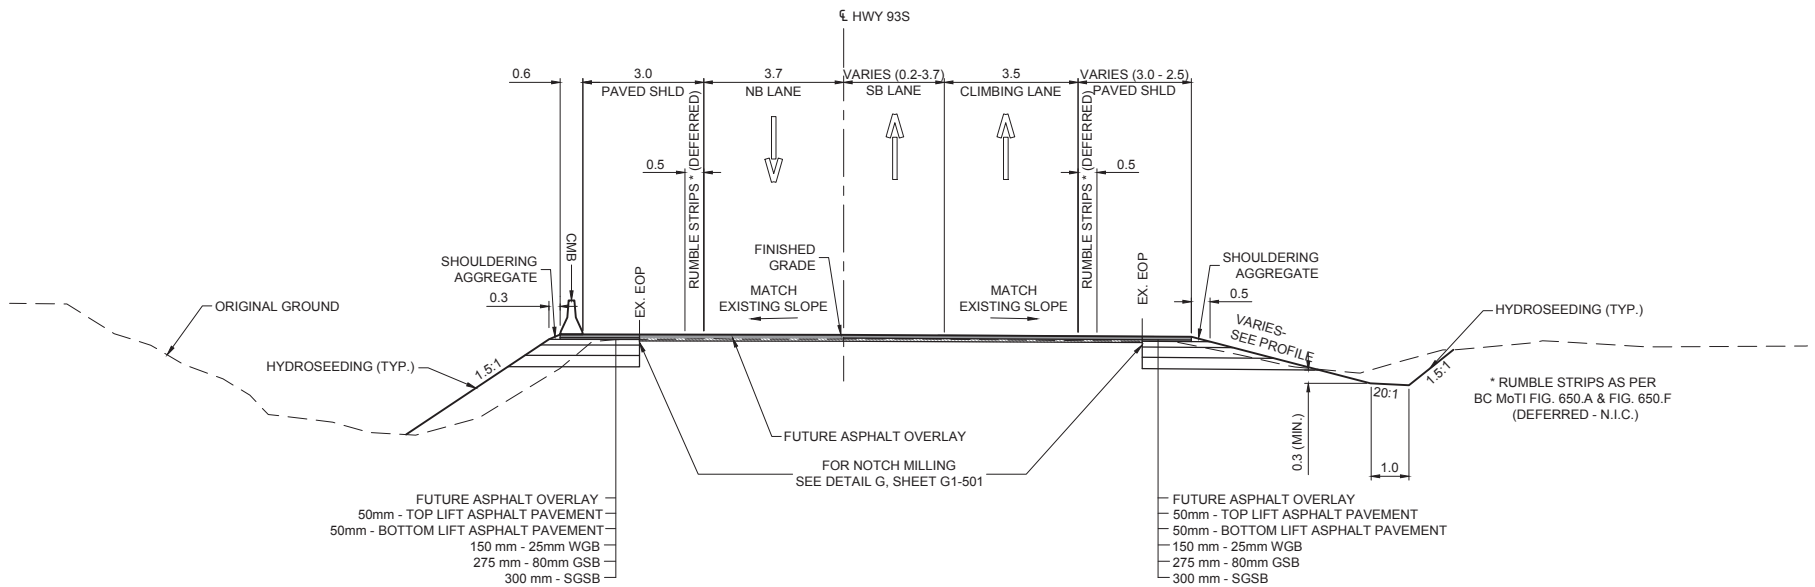 ℄ HWY 93S
0.6
3.0
PAVED SHLD
3.7
NB LANE
VARIES (0.2-3.7)
SB LANE
3.5
CLIMBING LANE
VARIES (3.0 - 2.5)
PAVED SHLD
RUMBLE STRIPS * (DEFERRED)
0.5
RUMBLE STRIPS * (DEFERRED)
0.5
CMB
SHOULDERING
AGGREGATE
0.3
EX. EOP
FINISHED
GRADE
MATCH
EXISTING SLOPE
MATCH
EXISTING SLOPE
EX. EOP
SHOULDERING
AGGREGATE
0.5
ORIGINAL GROUND
HYDROSEEDING (TYP.)
1.5:1
VARIES-
SEE PROFILE
HYDROSEEDING (TYP.)
1.5:1
20:1
0.3 (MIN.)
1.0
* RUMBLE STRIPS AS PER
BC MoTI FIG. 650.A & FIG. 650.F
(DEFERRED - N.I.C.)
FUTURE ASPHALT OVERLAY
FOR NOTCH MILLING
SEE DETAIL G, SHEET G1-501
FUTURE ASPHALT OVERLAY
50mm - TOP LIFT ASPHALT PAVEMENT
50mm - BOTTOM LIFT ASPHALT PAVEMENT
150 mm - 25mm WGB
275 mm - 80mm GSB
300 mm - SGSB
FUTURE ASPHALT OVERLAY
50mm - TOP LIFT ASPHALT PAVEMENT
50mm - BOTTOM LIFT ASPHALT PAVEMENT
150 mm - 25mm WGB
275 mm - 80mm GSB
300 mm - SGSB